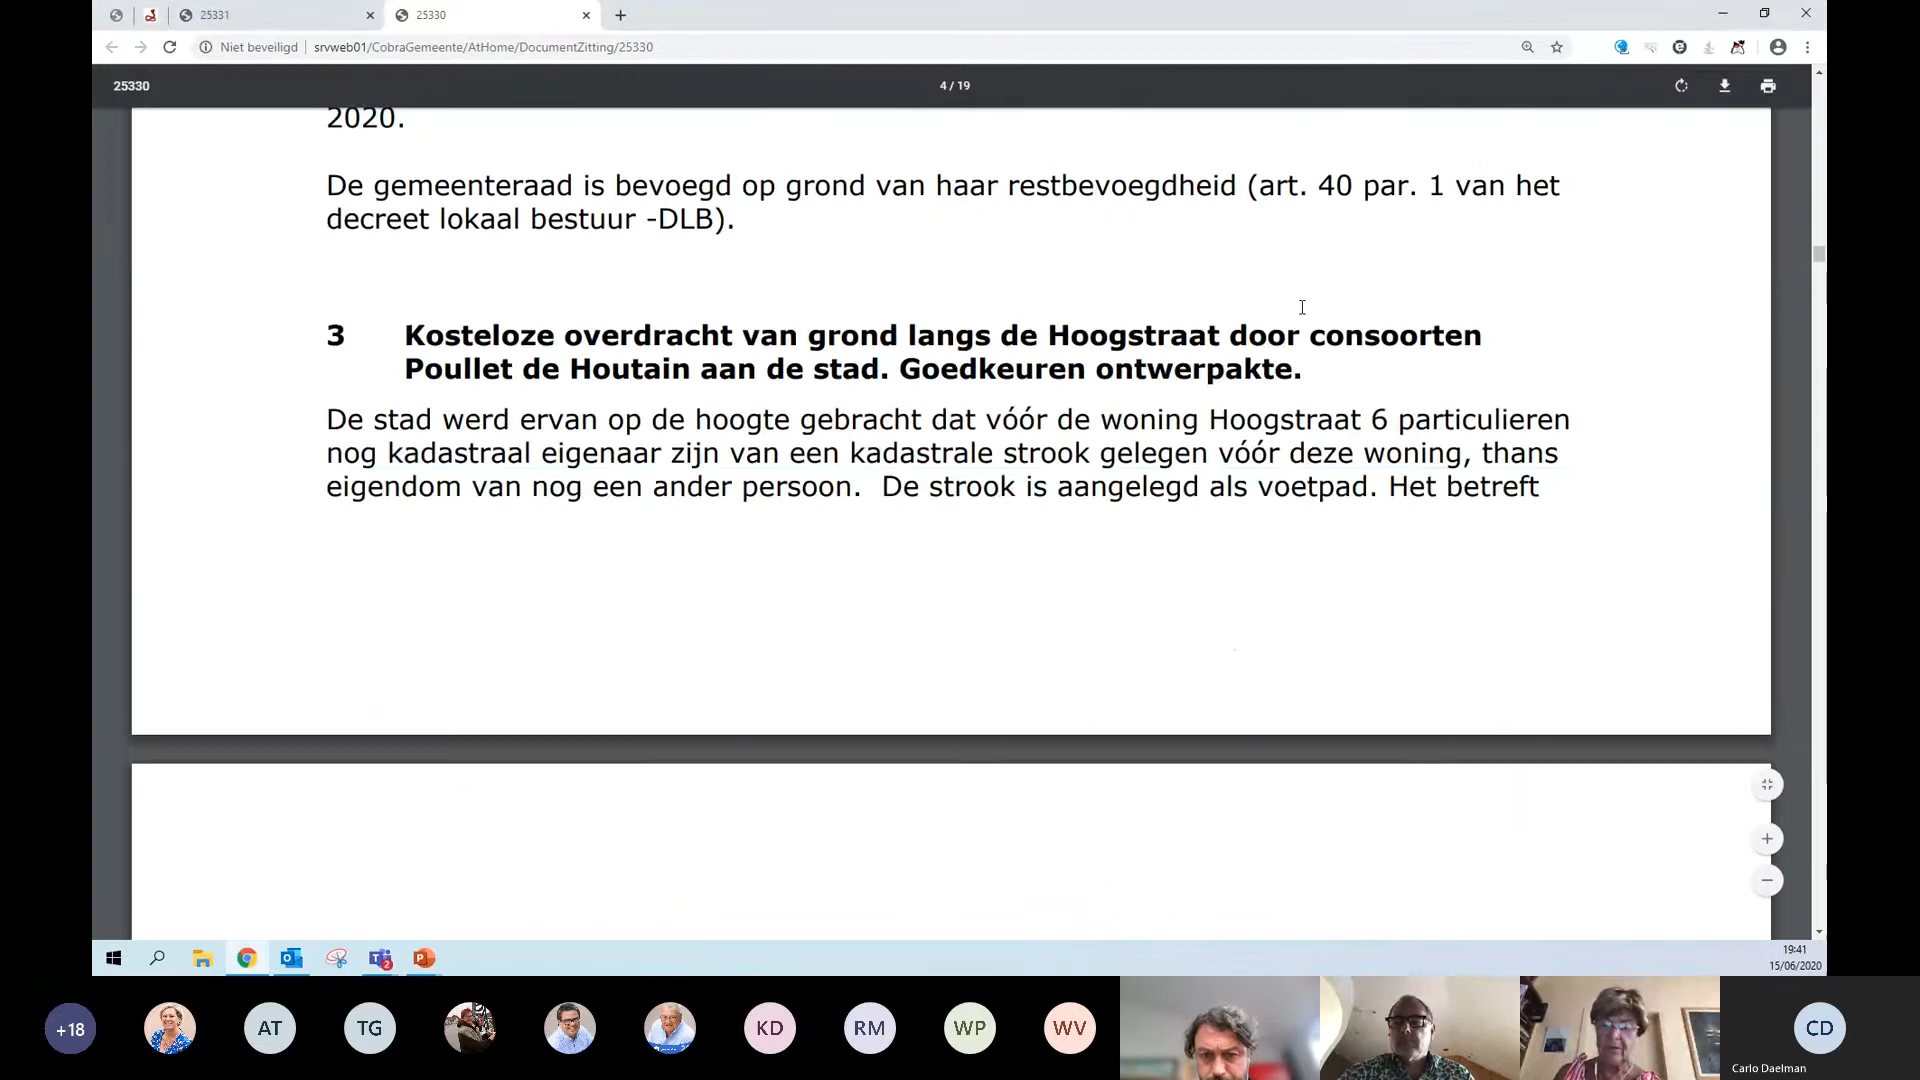 25331
25330
Niet beveiligd
srvweb01/CobraGemeente/AtHome/DocumentZitting/25330
25330
4 / 19
2020.
De gemeenteraad is bevoegd op grond van haar restbevoegdheid (art. 40 par. 1 van het
decreet lokaal bestuur -DLB).
3 Kosteloze overdracht van grond langs de Hoogstraat door consoorten
Poullet de Houtain aan de stad. Goedkeuren ontwerpakte.
De stad werd ervan op de hoogte gebracht dat vóór de woning Hoogstraat 6 particulieren
nog kadastraal eigenaar zijn van een kadastrale strook gelegen vóór deze woning, thans
eigendom van nog een ander persoon. De strook is aangelegd als voetpad. Het betreft
19:41
15/06/2020
+18
AT
TG
KD
RM
WP
WV
CD
Carlo Daelman